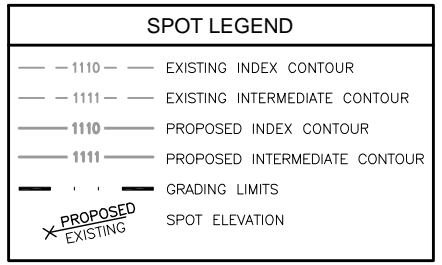 SPOT LEGEND
1110 EXISTING INDEX CONTOUR
1111 EXISTING INTERMEDIATE CONTOUR
1110 PROPOSED INDEX CONTOUR
1111 PROPOSED INTERMEDIATE CONTOUR
GRADING LIMITS
PROPOSED
EXISTING
SPOT ELEVATION